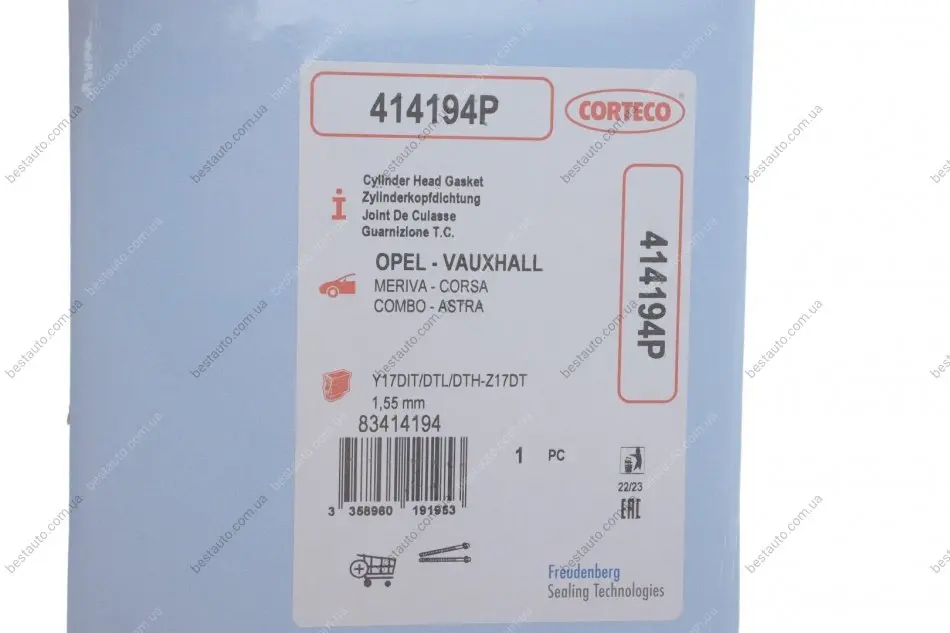 414194P
CORTECO®
Cylinder Head Gasket
Zylinderkopfdichtung
Joint De Culasse
Guarnizione T.C.
OPEL - VAUXHALL
MERIVA - CORSA
COMBO - ASTRA
414194P
Y17DIT/DTL/DTH-Z17DT
1,55 mm
83414194
1 PC
3 358960 191953
22/23
EAC
Freudenberg
Sealing Technologies
bestauto.com.ua